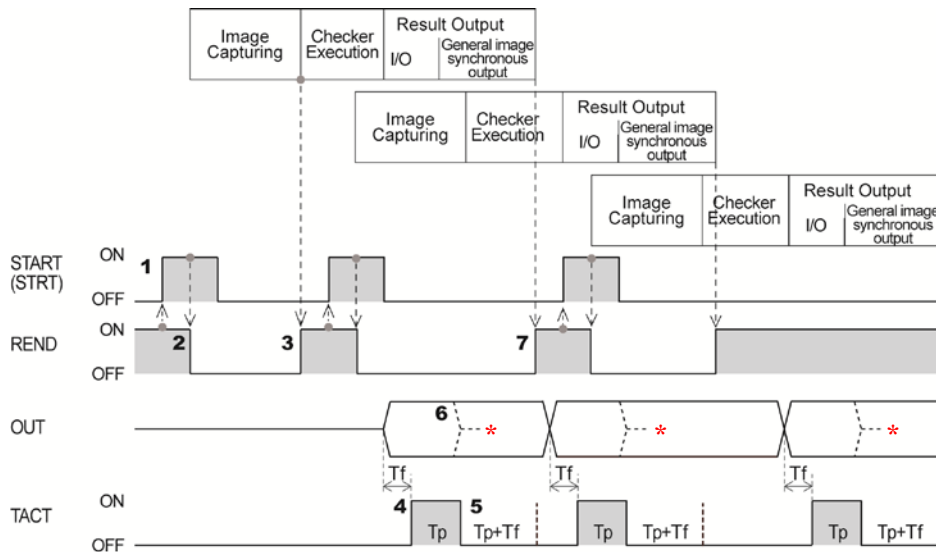 Image
Capturing
Checker
Execution
Result Output
I/O
General image
synchronous
output
Image
Capturing
Checker
Execution
Result Output
I/O
General image
synchronous
output
Image
Capturing
Checker
Execution
Result Output
I/O
General image
synchronous
output
START
(STRT)
ON
1
OFF
REND
ON
2
3
7
OFF
OUT
6
*
*
*
Tf
Tf
Tf
TACT
ON
4
5
Tp
Tp+Tf
Tp
Tp+Tf
Tp
Tp+Tf
OFF